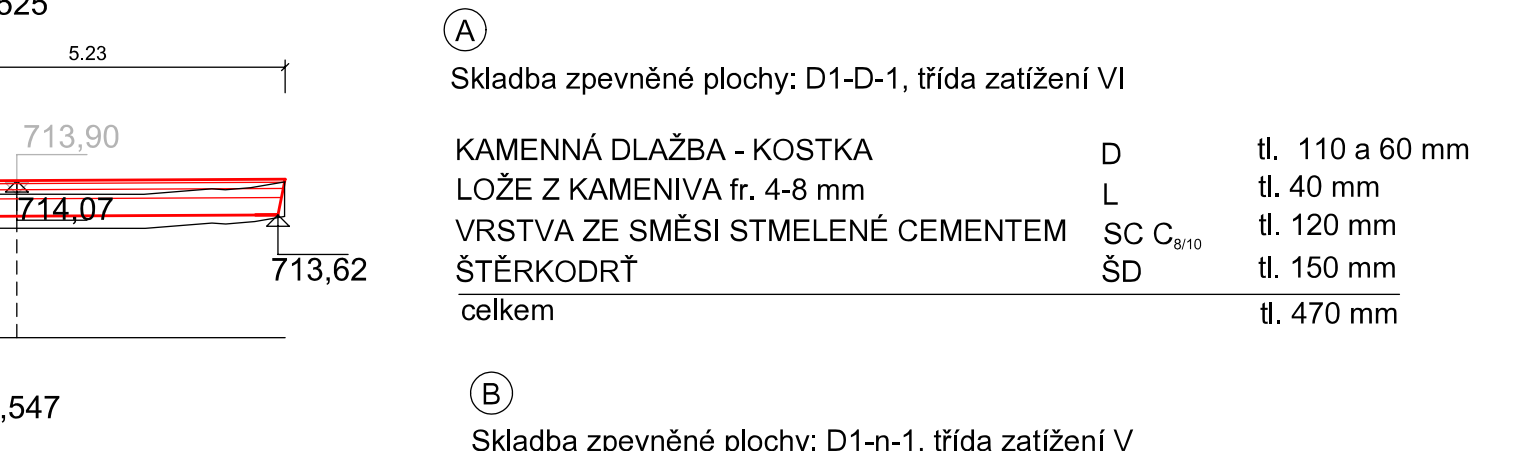 5.23
713,90
714,07
713,62
,547
A
Skladba zpevněné plochy: D1-D-1, třída zatížení VI
KAMENNÁ DLAŽBA - KOSTKA D tl. 110 a 60 mm
LOŽE Z KAMENIVA fr. 4-8 mm L tl. 40 mm
VRSTVA ZE SMĚSI STMELENÉ CEMENTEM SC C8/10 tl. 120 mm
ŠTĚRKODRŤ ŠD tl. 150 mm
celkem tl. 470 mm
B
Skladba zpevněné plochy: D1-n-1, třída zatížení V